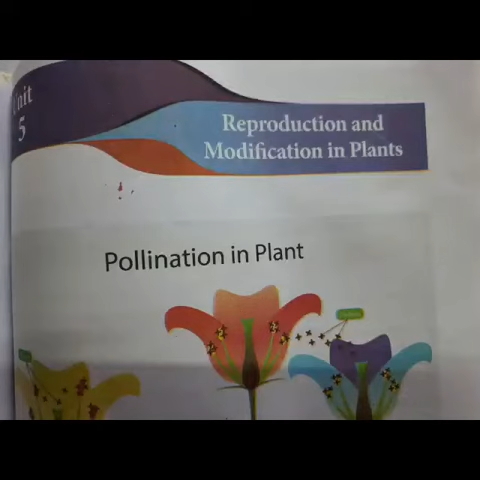 Unit
5
Reproduction and
Modification in Plants
Pollination in Plant